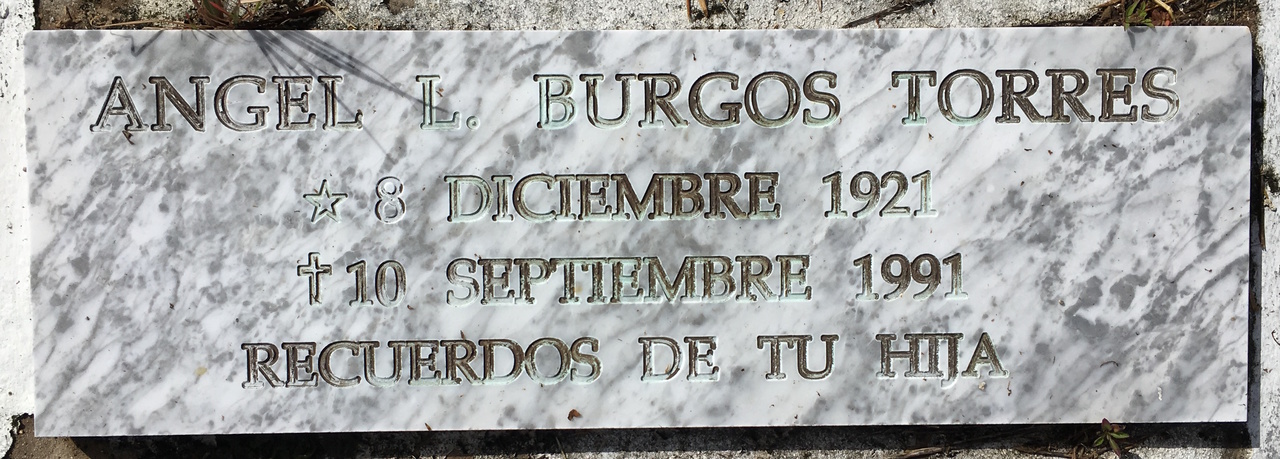 ANGEL L. BURGOS TORRES
☆ 8 DICIEMBRE 1921
✝ 10 SEPTIEMBRE 1991
RECUERDOS DE TU HIJA